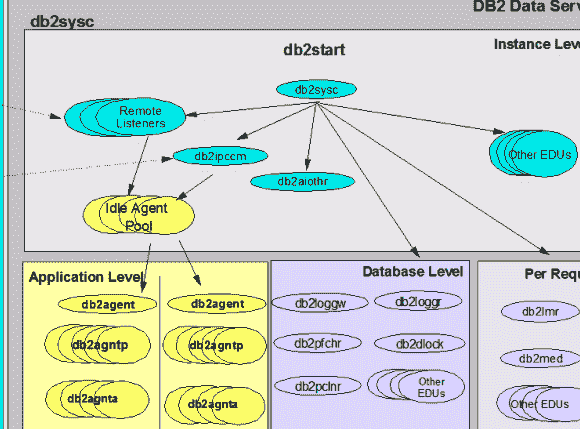 DB2 Data Serv
db2sysc
Instance Leve
db2start
db2sysc
Remote
Listeners
db2ipccm
Other EDUs
db2aiothr
Idle Agent
Pool
Application Level
Database Level
Per Requ
db2agent
db2agent
db2loggw
db2loggr
db2lmr
db2agntp
db2agntp
db2pfchr
db2dlock
db2med
db2pclnr
Other
EDUs
db2agnta
db2agnta
Other EDUs